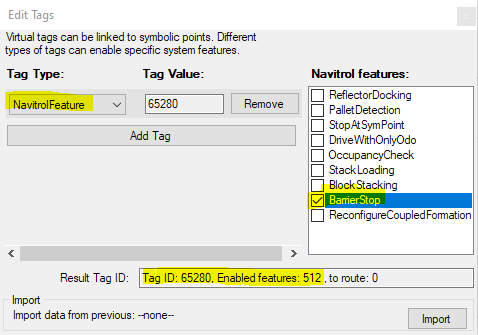 Edit Tags
Virtual tags can be linked to symbolic points. Different
types of tags can enable specific system features.
Tag Type:
Tag Value:
NavitrolFeature
65280
Remove
Add Tag
Navitrol features:
ReflectorDocking
PalletDetection
StopAtSymPoint
DriveWithOnlyOdo
OccupancyCheck
StackLoading
BlockStacking
BarrierStop
ReconfigureCoupledFormation
Result Tag ID:
Tag ID: 65280, Enabled features: 512, to route: 0
Import
Import data from previous: --none--
Import